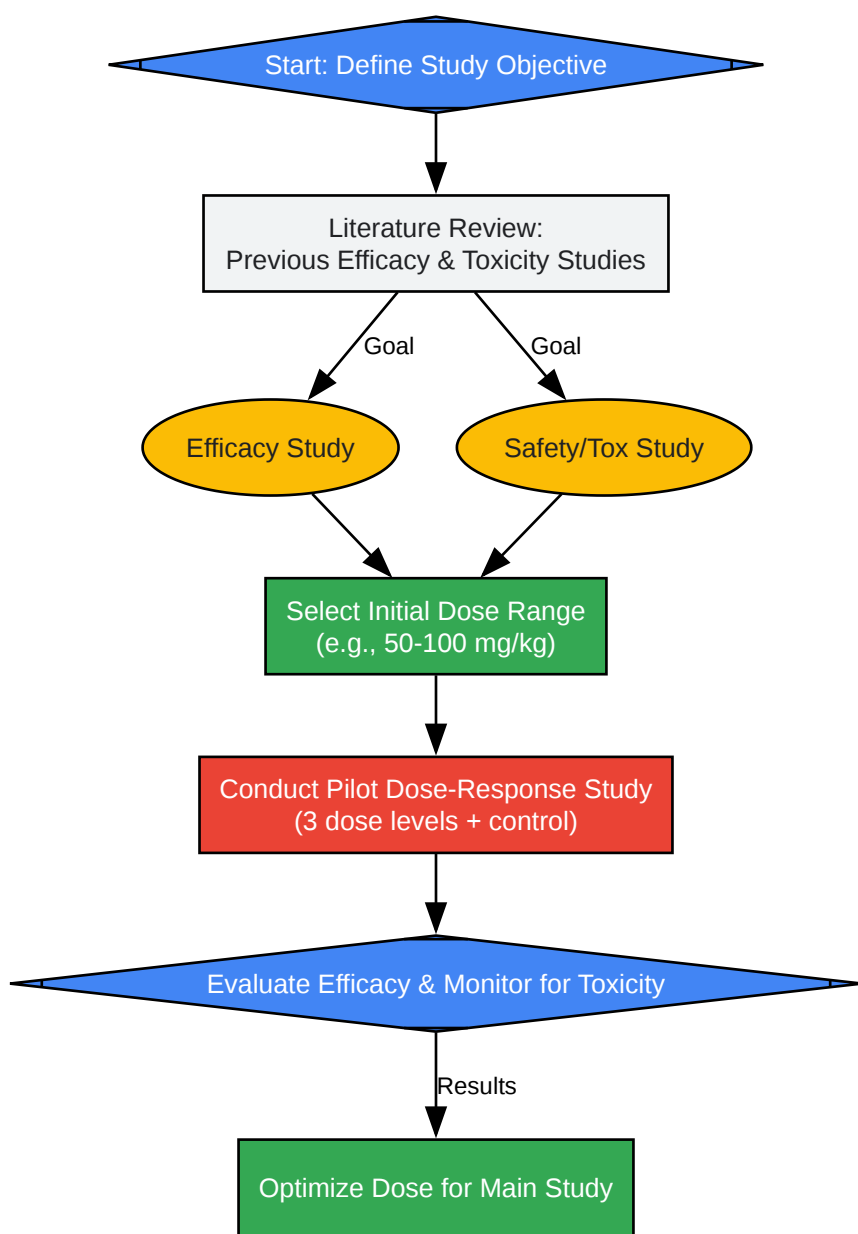 Start: Define Study Objective
Literature Review:
Previous Efficacy & Toxicity Studies
Goal
Goal
Efficacy Study
Safety/Tox Study
Select Initial Dose Range
(e.g., 50-100 mg/kg)
Conduct Pilot Dose-Response Study
(3 dose levels + control)
Evaluate Efficacy & Monitor for Toxicity
Results
Optimize Dose for Main Study